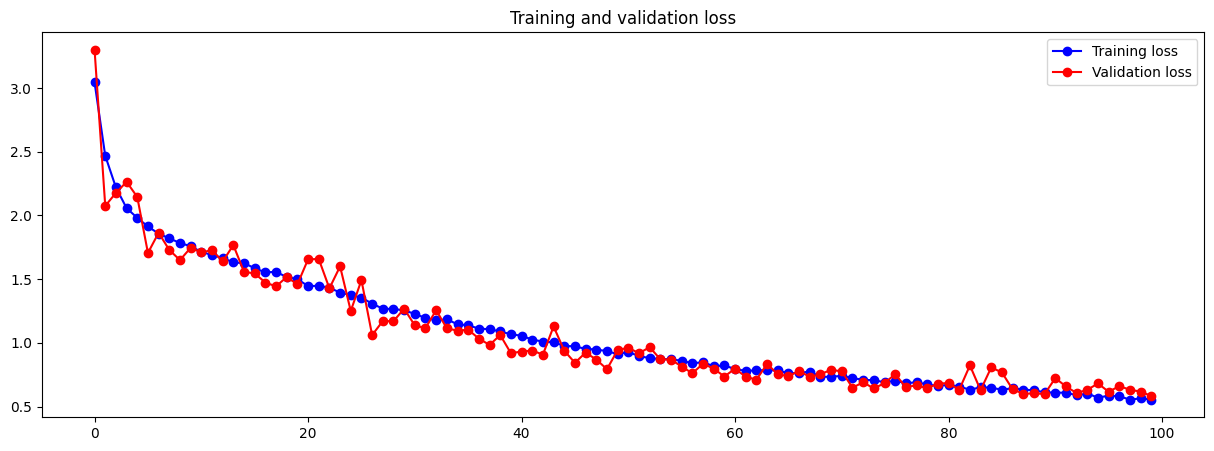 Training and validation loss
Training loss
Validation loss
3.0
2.5
2.0
1.5
1.0
0.5
0 20 40 60 80 100